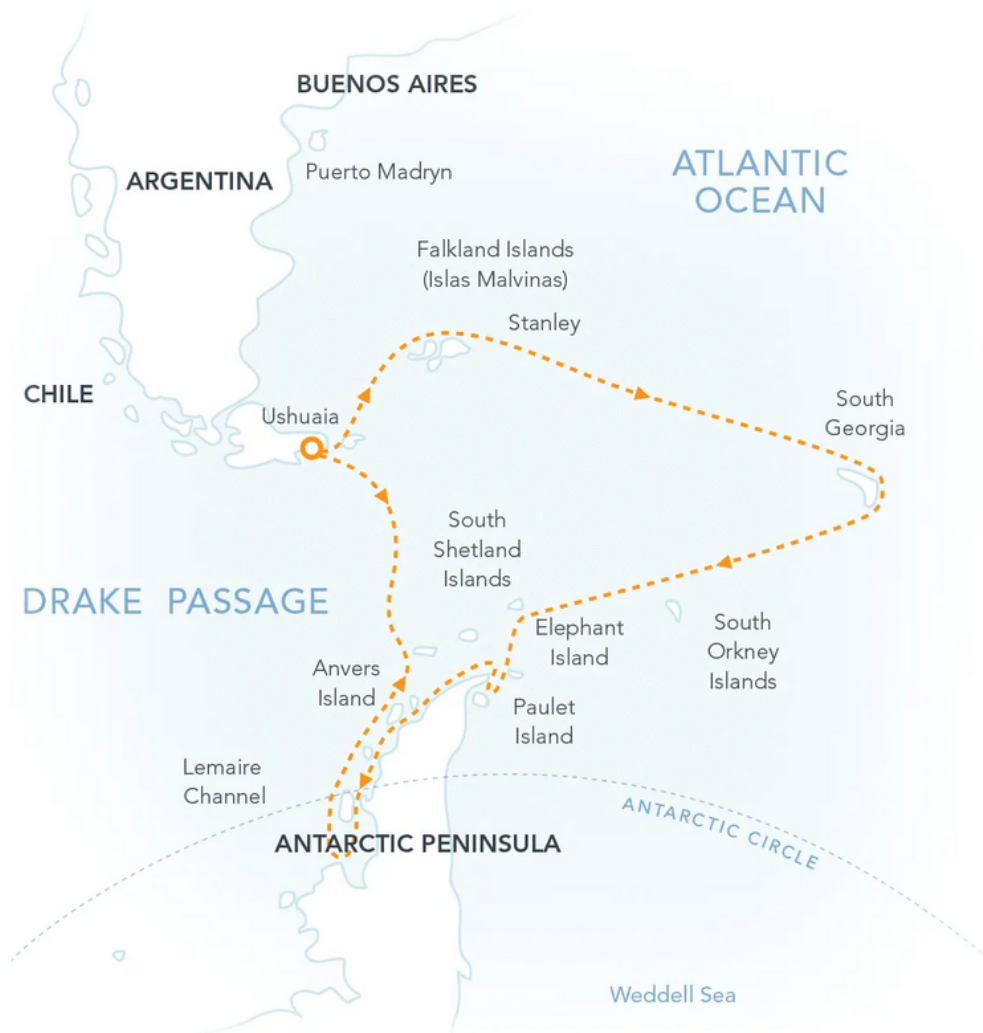 BUENOS AIRES
ATLANTIC
OCEAN
ARGENTINA
Puerto Madryn
Falkland Islands
(Islas Malvinas)
Stanley
CHILE
Ushuaia
South
Georgia
South
Shetland
Islands
DRAKE PASSAGE
Elephant
Island
South
Orkney
Islands
Anvers
Island
Paulet
Island
Lemaire
Channel
ANTARCTIC CIRCLE
ANTARCTIC PENINSULA
Weddell Sea